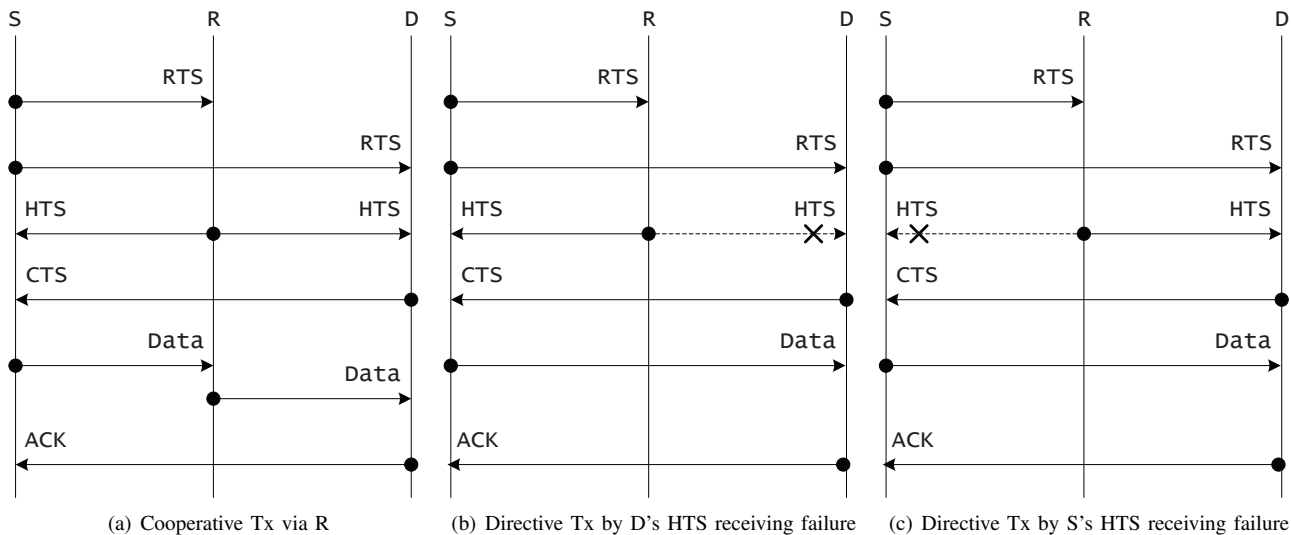 S R D S R D S R D
RTS RTS RTS
RTS RTS RTS
HTS HTS HTS HTS HTS HTS
CTS CTS CTS
Data Data Data
Data
ACK ACK ACK
(a) Cooperative Tx via R (b) Directive Tx by D's HTS receiving failure (c) Directive Tx by S's HTS receiving failure